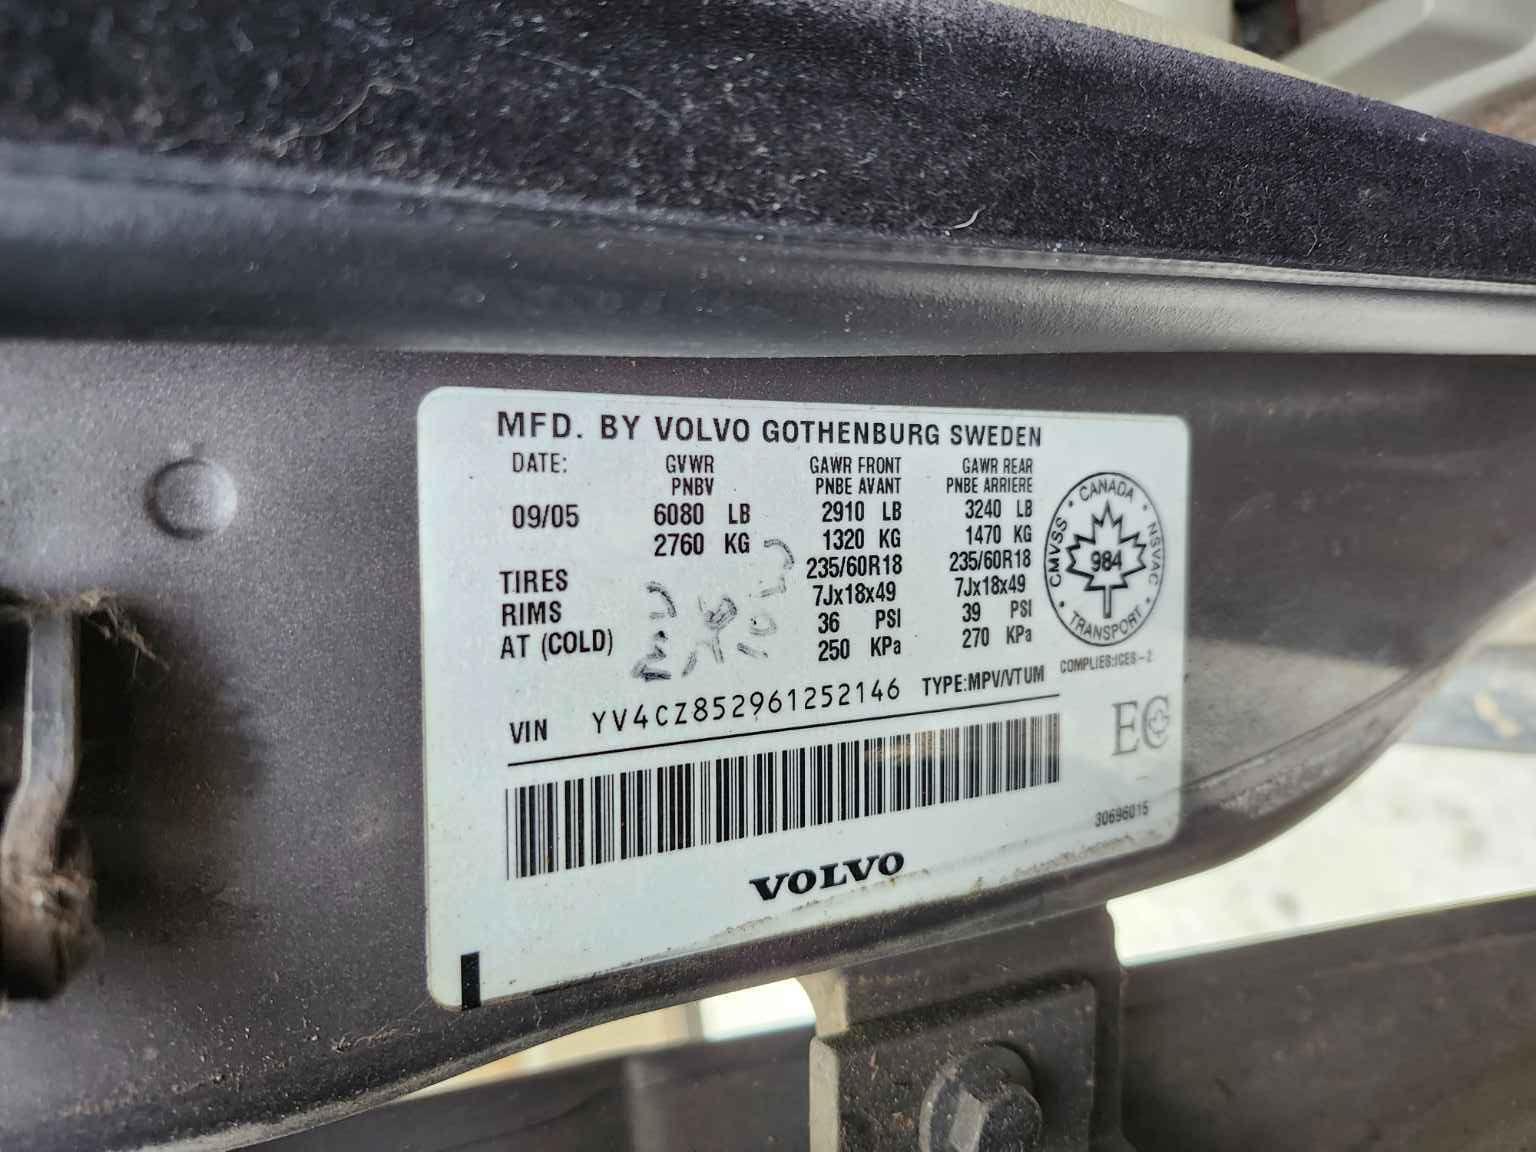 MFD. BY VOLVO GOTHENBURG SWEDEN
DATE: GVWR GAWR FRONT GAWR REAR
PNBV PNBE AVANT PNBE ARRIERE
09/05 6080 LB 2910 LB 3240 LB
2760 KG 1320 KG 1470 KG
TIRES 235/60R18 235/60R18
RIMS 7Jx18x49 7Jx18x49
AT (COLD) 36 PSI 39 PSI
250 KPa 270 KPa
CANADA
CMVSS NSVAC
984
TRANSPORT
COMPLIES:ICES-2
VIN YV4CZ852961252146 TYPE:MPV/VTUM
EC
30696015
VOLVO